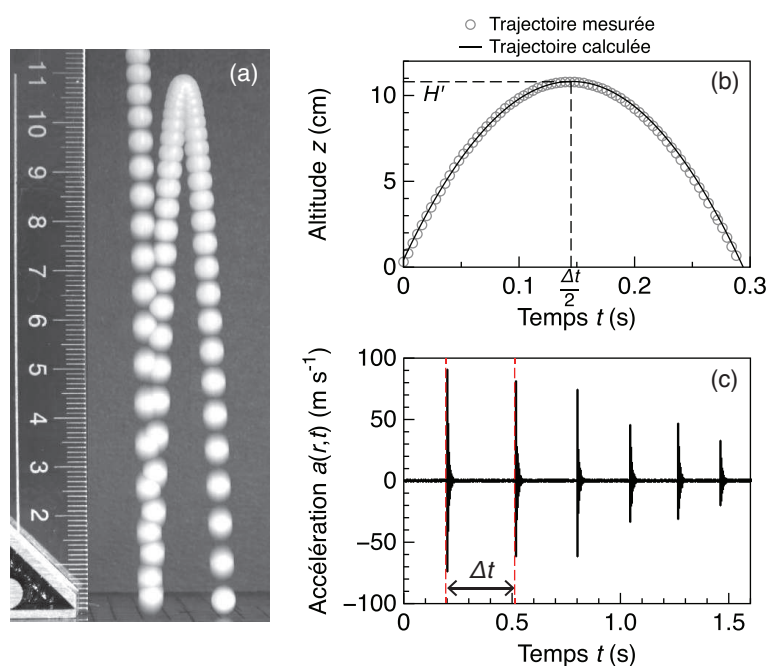 Trajectoire mesurée
Trajectoire calculée
(a)
11
10
9
8
7
6
5
4
3
2
(b)
10
H′
0
Altitude z (cm)
0
0.1
Δt
2
0.2
0.3
Temps t (s)
(c)
100
50
0
−50
−100
Accélération a(r,t) (m s⁻¹)
Δt
0
0.5
1.0
1.5
Temps t (s)